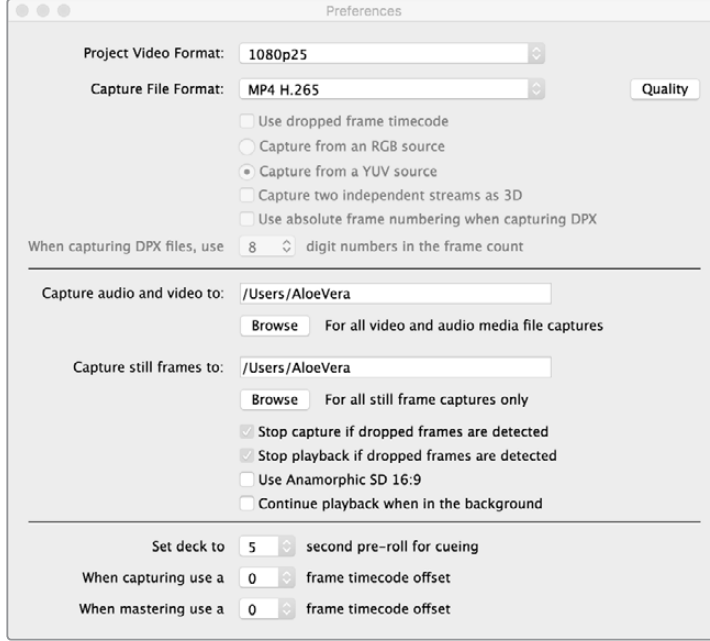 Preferences
Project Video Format: 1080p25
Capture File Format: MP4 H.265 Quality
Use dropped frame timecode
Capture from an RGB source
Capture from a YUV source
Capture two independent streams as 3D
Use absolute frame numbering when capturing DPX
When capturing DPX files, use 8 digit numbers in the frame count
Capture audio and video to: /Users/AloeVera
Browse For all video and audio media file captures
Capture still frames to: /Users/AloeVera
Browse For all still frame captures only
Stop capture if dropped frames are detected
Stop playback if dropped frames are detected
Use Anamorphic SD 16:9
Continue playback when in the background
Set deck to 5 second pre-roll for cueing
When capturing use a 0 frame timecode offset
When mastering use a 0 frame timecode offset